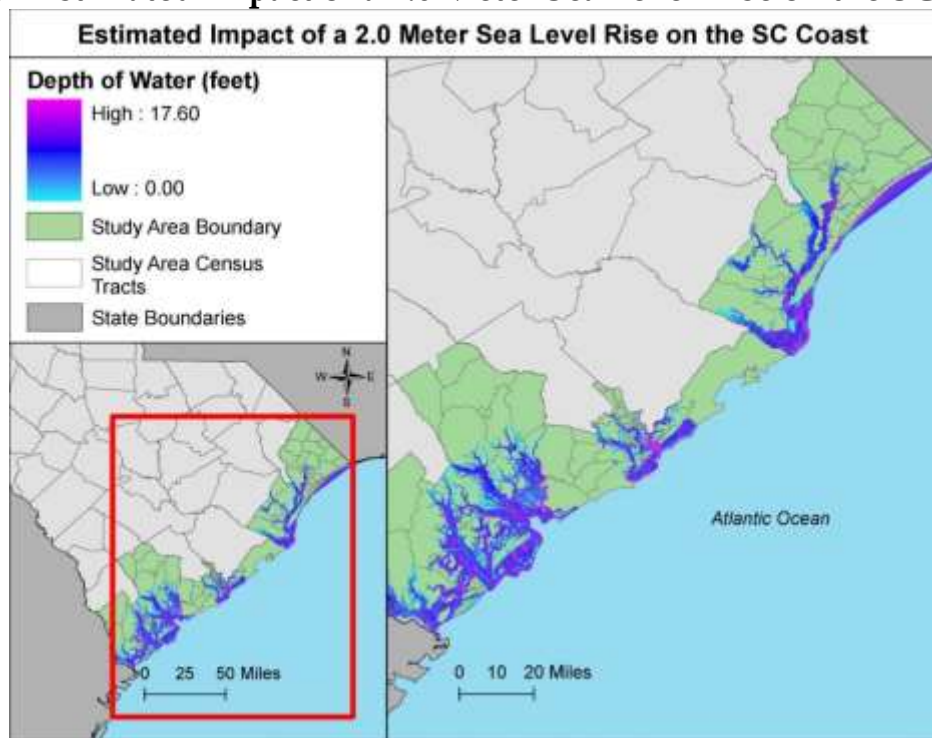 Estimated Impact of a 2.0 Meter Sea Level Rise on the SC Coast
Depth of Water (feet)
High : 17.60
Low : 0.00
Study Area Boundary
Study Area Census
Tracts
State Boundaries
N
W E
S
0 25 50 Miles
Atlantic Ocean
0 10 20 Miles